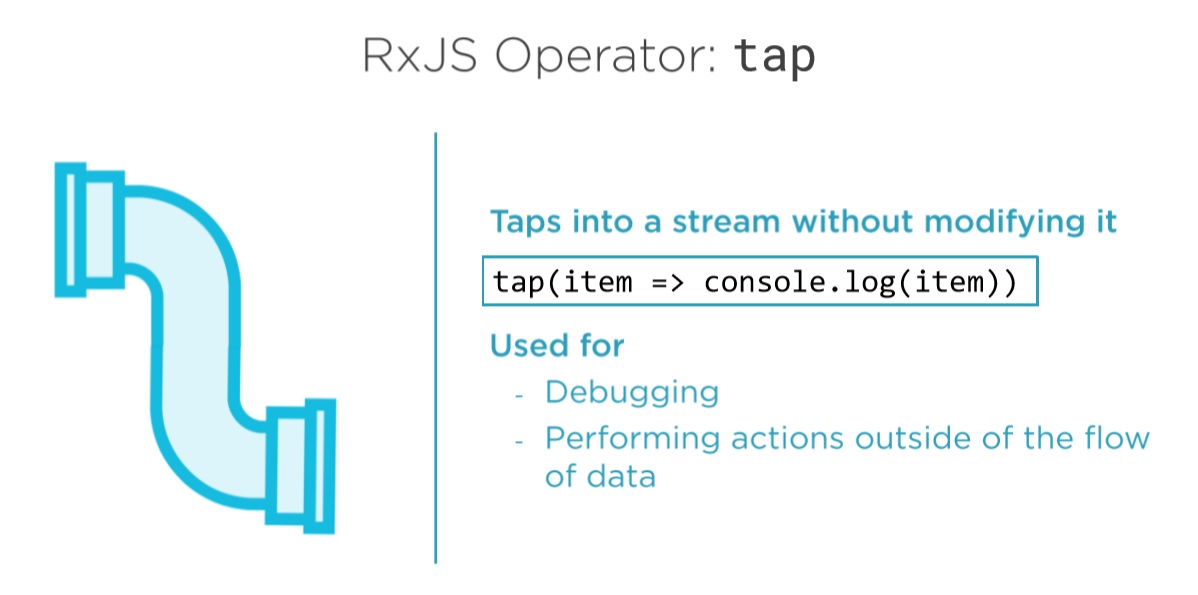 RxJS Operator: tap
Taps into a stream without modifying it
tap(item => console.log(item))
Used for
- Debugging
- Performing actions outside of the flow
of data